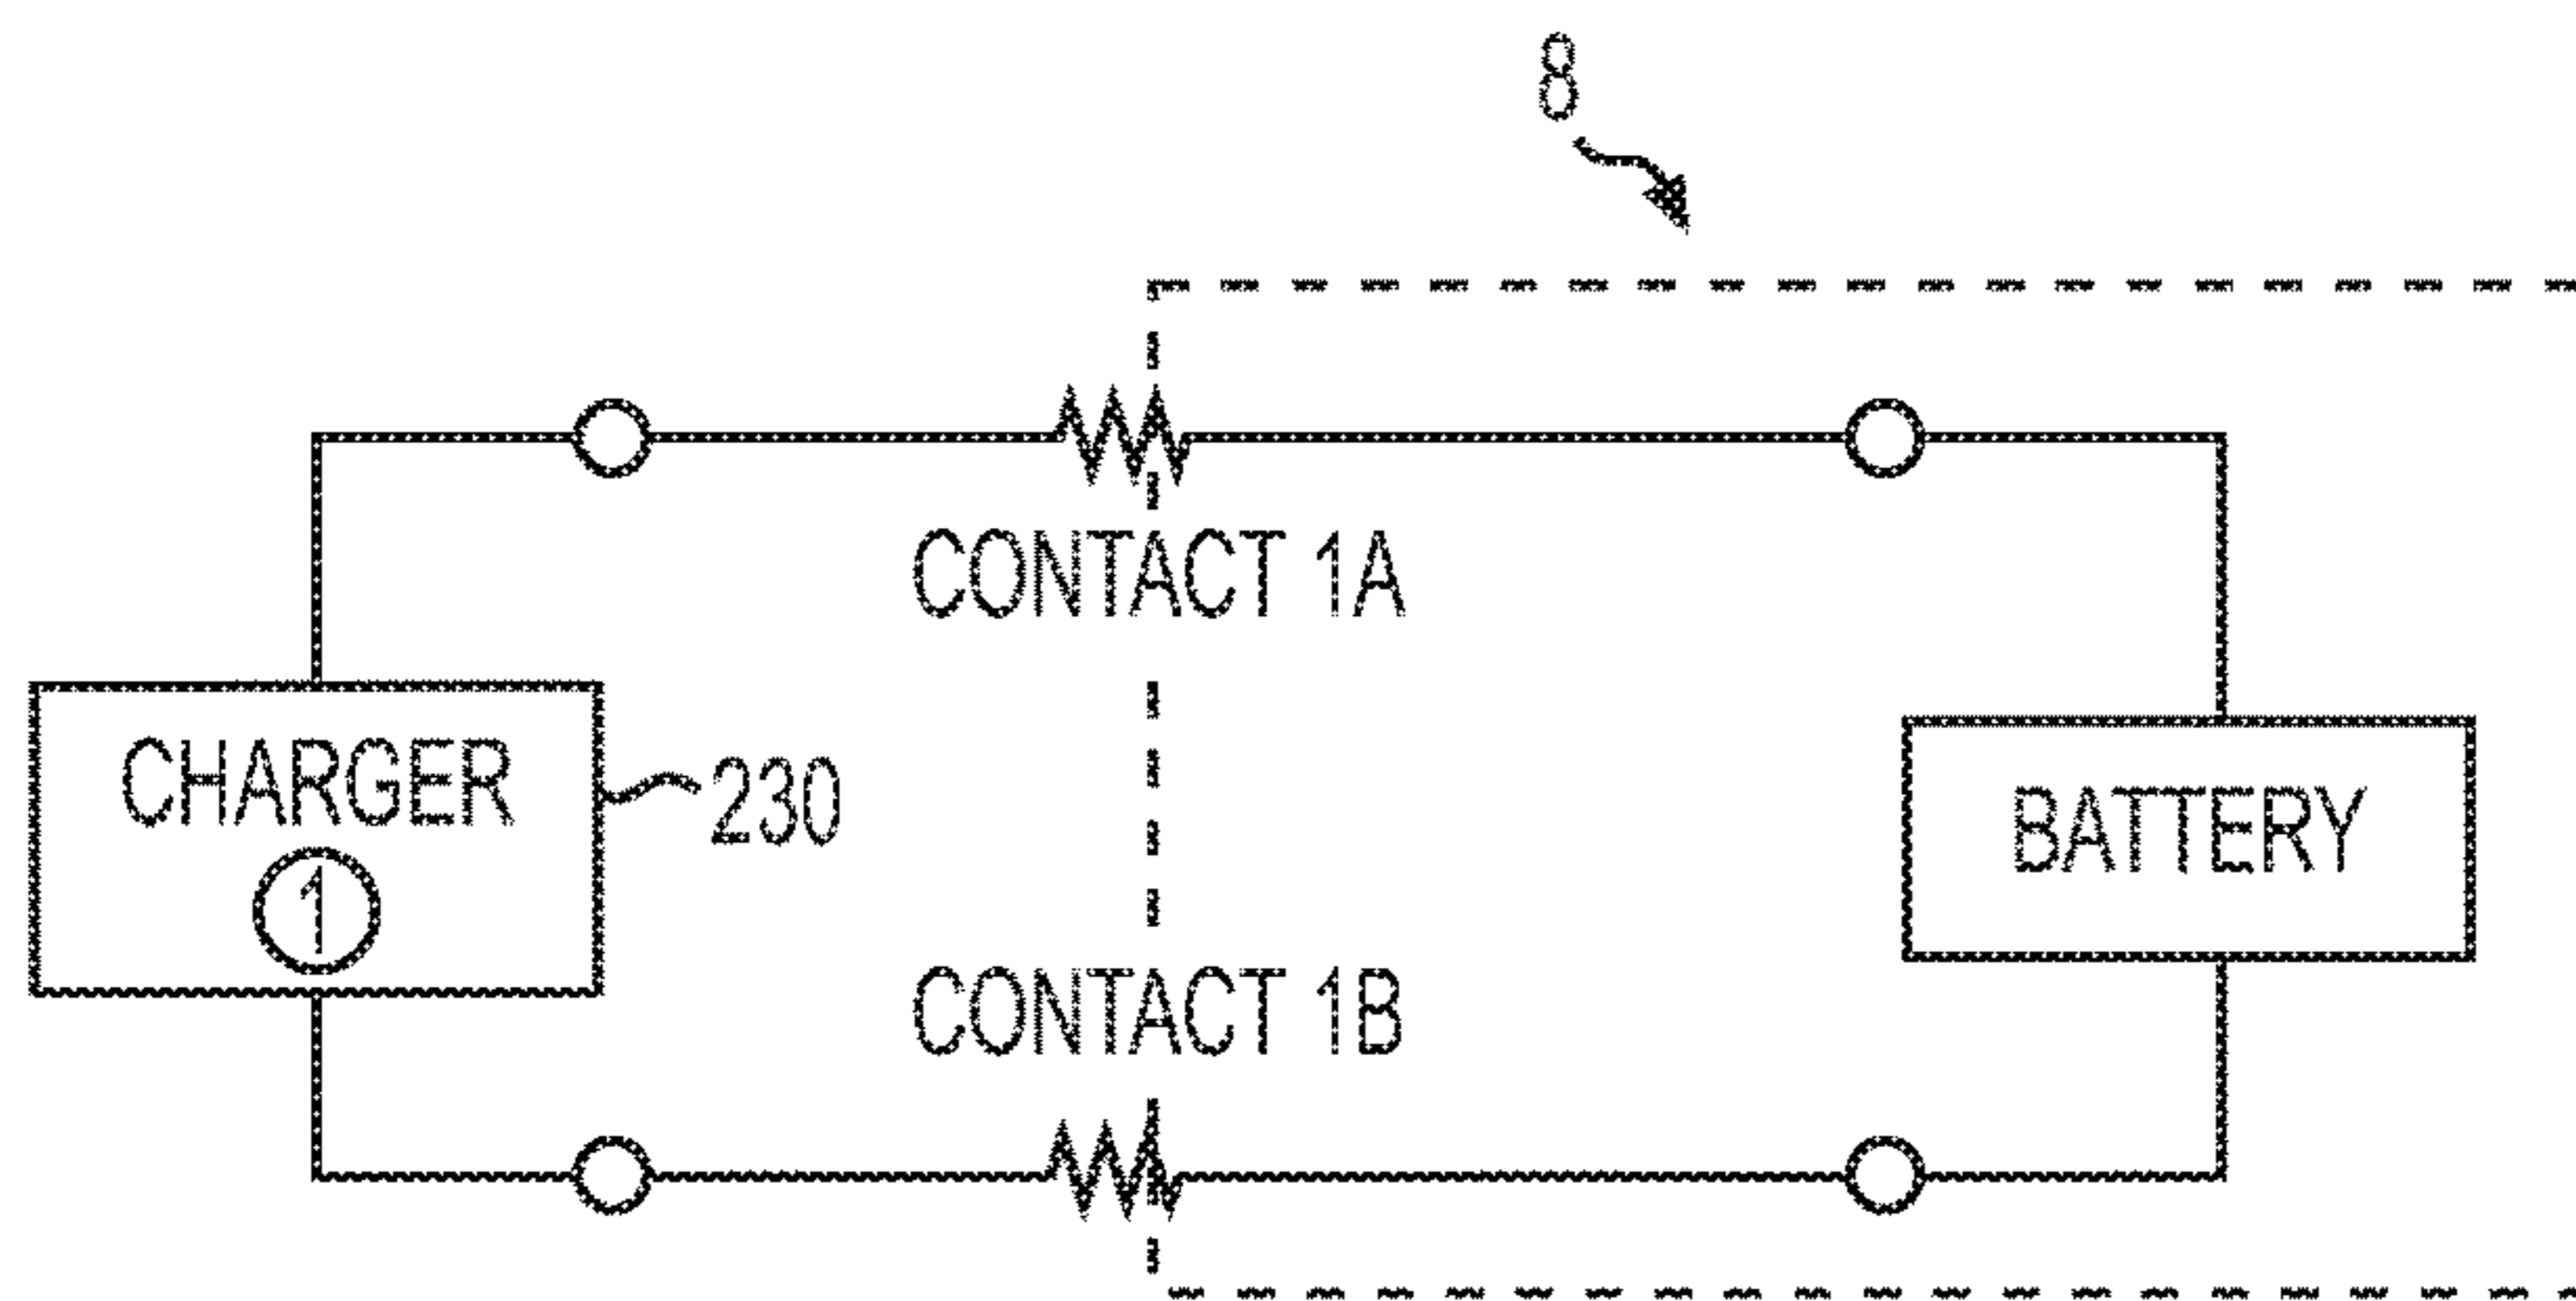 8
CONTACT 1A
CHARGER
1
230
BATTERY
CONTACT 1B